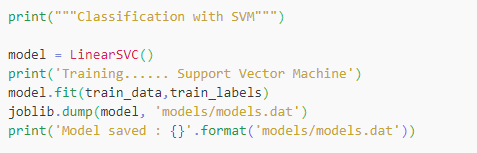 print("""Classification with SVM""")
model = LinearSVC()
print('Training...... Support Vector Machine')
model.fit(train_data,train_labels)
joblib.dump(model, 'models/models.dat')
print('Model saved : {}'.format('models/models.dat'))